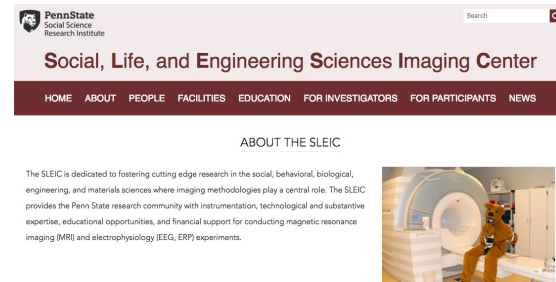 PennState
Social Science
Research Institute
Search
Social, Life, and Engineering Sciences Imaging Center
HOME ABOUT PEOPLE FACILITIES EDUCATION FOR INVESTIGATORS FOR PARTICIPANTS NEWS
ABOUT THE SLEIC
The SLEIC is dedicated to fostering cutting edge research in the social, behavioral, biological,
engineering, and materials sciences where imaging methodologies play a central role. The SLEIC
provides the Penn State research community with instrumentation, technological and substantive
expertise, educational opportunities, and financial support for conducting magnetic resonance
imaging (MRI) and electrophysiology (EEG, ERP) experiments.